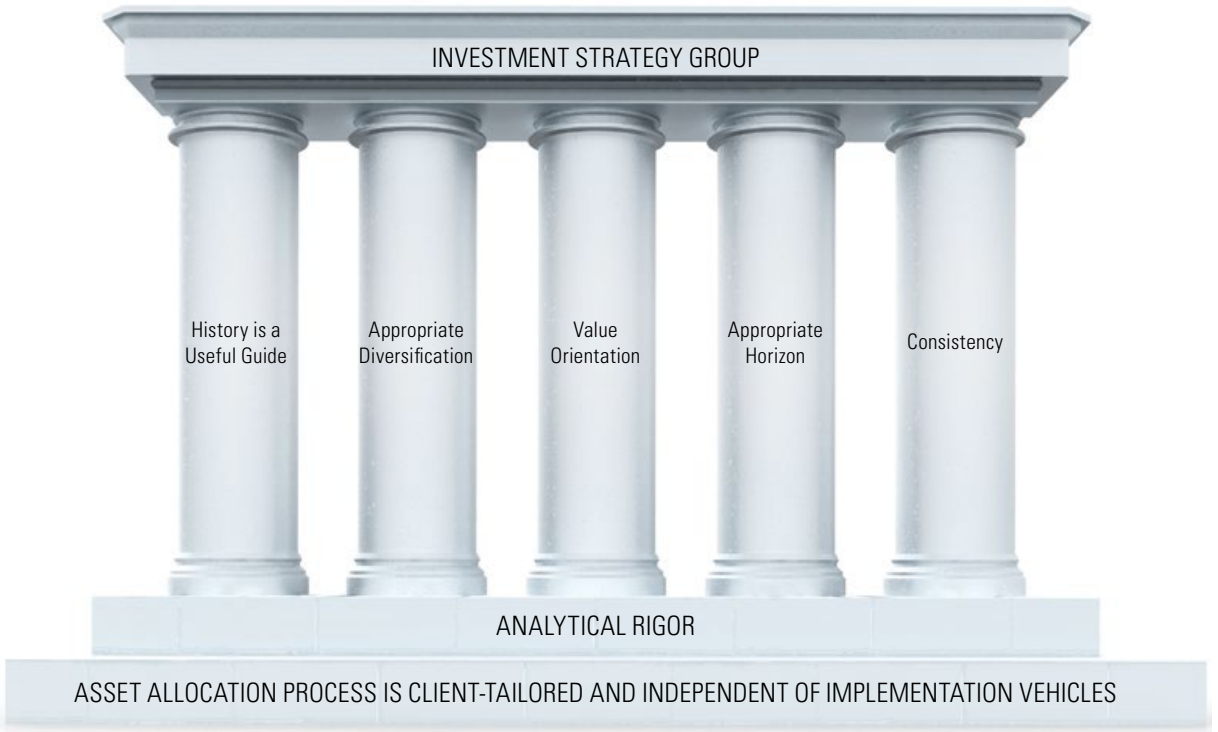 INVESTMENT STRATEGY GROUP
History is a
Useful Guide
Appropriate
Diversification
Value
Orientation
Appropriate
Horizon
Consistency
ANALYTICAL RIGOR
ASSET ALLOCATION PROCESS IS CLIENT-TAILORED AND INDEPENDENT OF IMPLEMENTATION VEHICLES